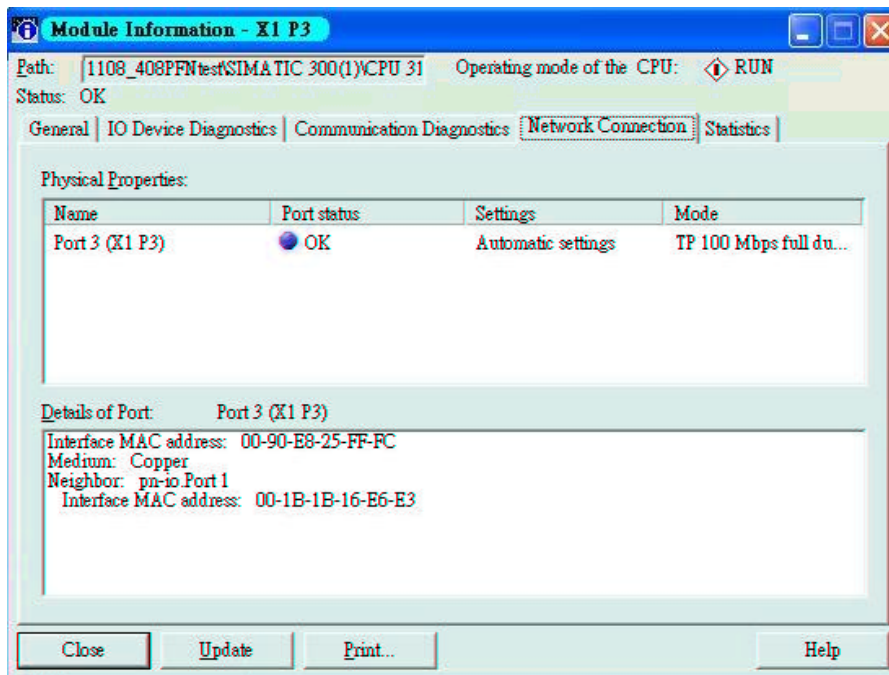 Module Information - X1 P3
Path: 1108_408PFNtest\SIMATIC 300(1)\CPU 31 Operating mode of the CPU: RUN
Status: OK
General IO Device Diagnostics Communication Diagnostics Network Connection Statistics
Physical Properties:
Name Port status Settings Mode
Port 3 (X1 P3) OK Automatic settings TP 100 Mbps full du...
Details of Port: Port 3 (X1 P3)
Interface MAC address: 00-90-E8-25-FF-FC
Medium: Copper
Neighbor: pn-io.Port 1
Interface MAC address: 00-1B-1B-16-E6-E3
Close Update Print... Help